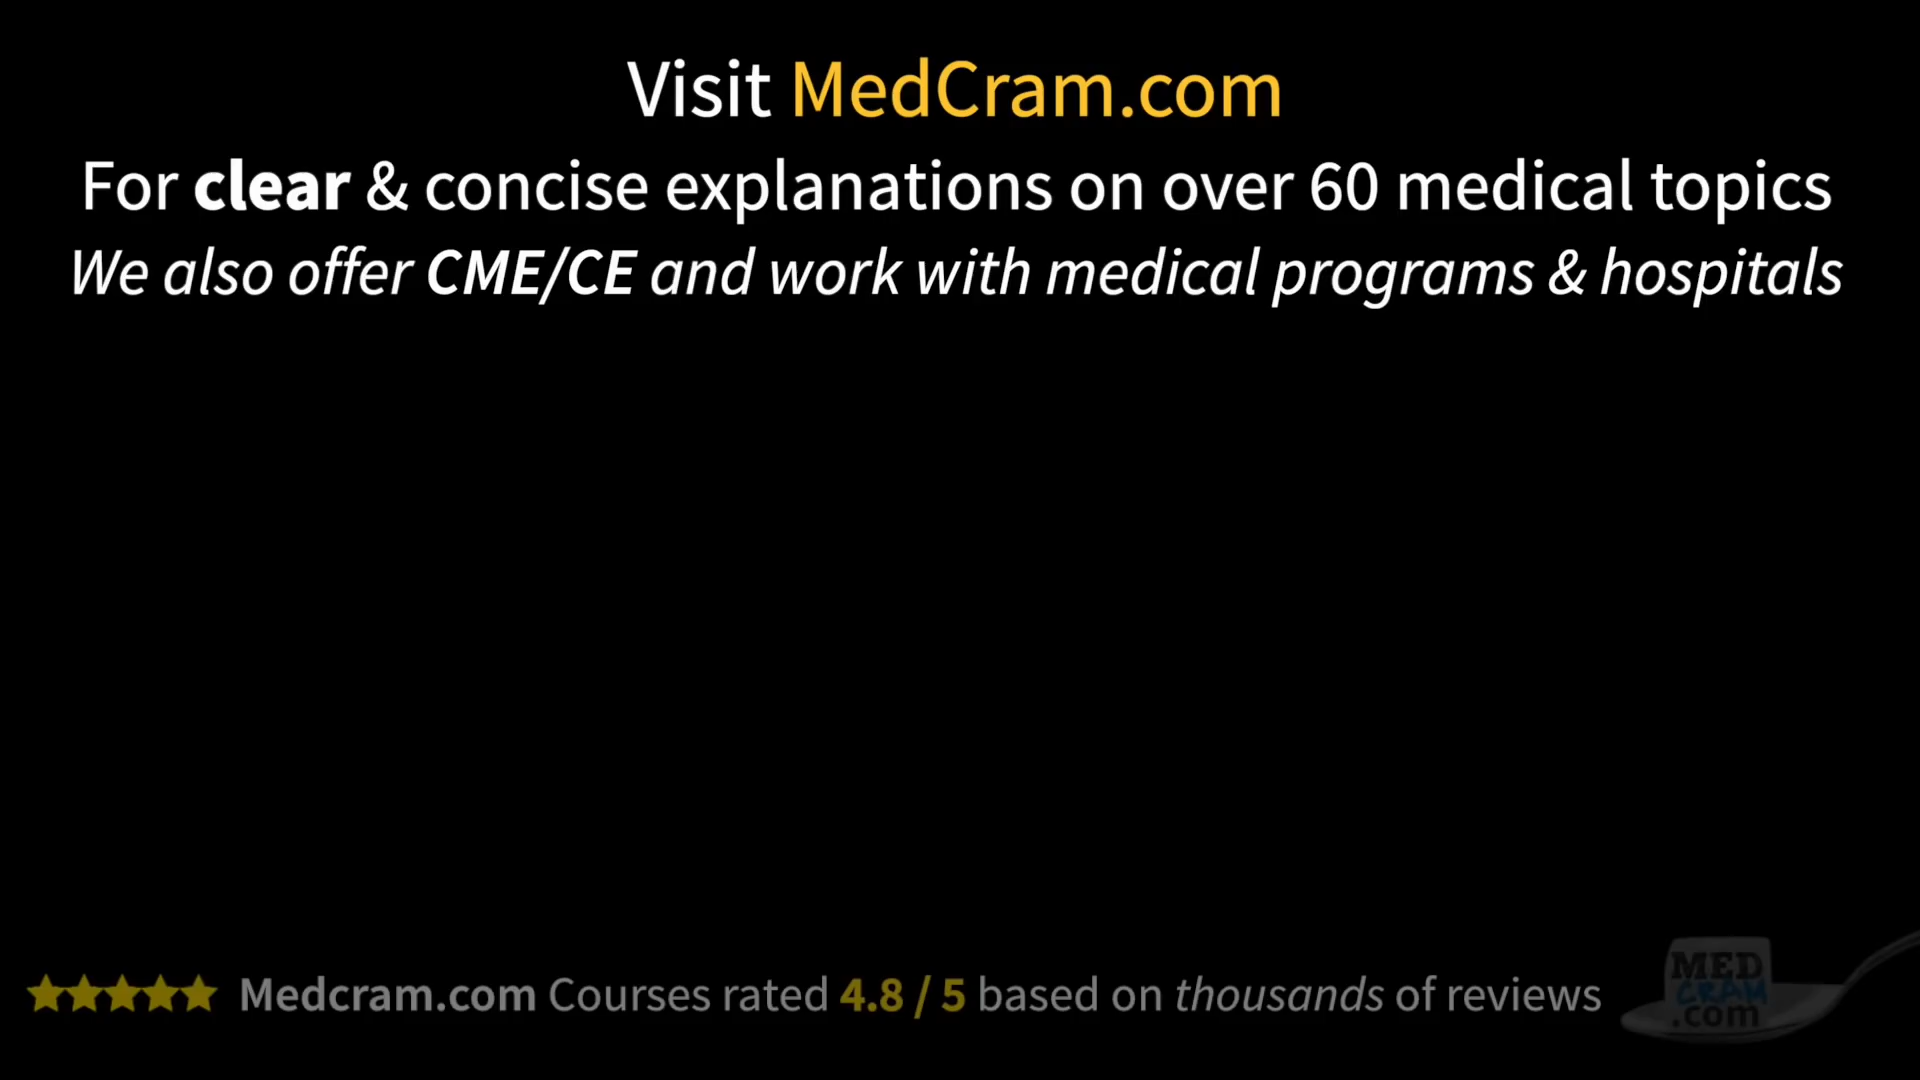 Visit MedCram.com
For clear & concise explanations on over 60 medical topics
We also offer CME/CE and work with medical programs & hospitals
Medcram.com Courses rated 4.8 / 5 based on thousands of reviews
MED
CRAM
.com